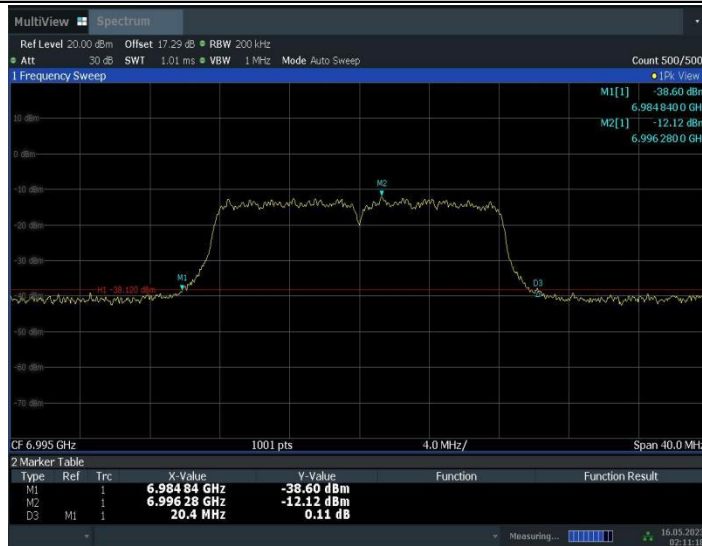 MultiView Spectrum
Ref Level 20.00 dBm Offset 17.29 dB RBW 200 kHz
Att 30 dB SWT 1.01 ms VBW 1 MHz Mode Auto Sweep Count 500/500
1 Frequency Sweep 1Pk View
M1[1] -38.60 dBm
6.984 840 0 GH
M2[1] -12.12 dBm
6.996 280 0 GH
10 dBm
0 dBm
-10 dBm
M2
-20 dBm
-30 dBm
M1
D3
H1 -38.120 dBm
-50 dBm
-60 dBm
-70 dBm
CF 6.995 GHz 1001 pts 4.0 MHz/ Span 40.0 MHz
2 Marker Table
Type Ref Trc X-Value Y-Value Function Function Result
M1 1 6.984 84 GHz -38.60 dBm
M2 1 6.996 28 GHz -12.12 dBm
D3 M1 1 20.4 MHz 0.11 dB
Measuring... 16.05.2023